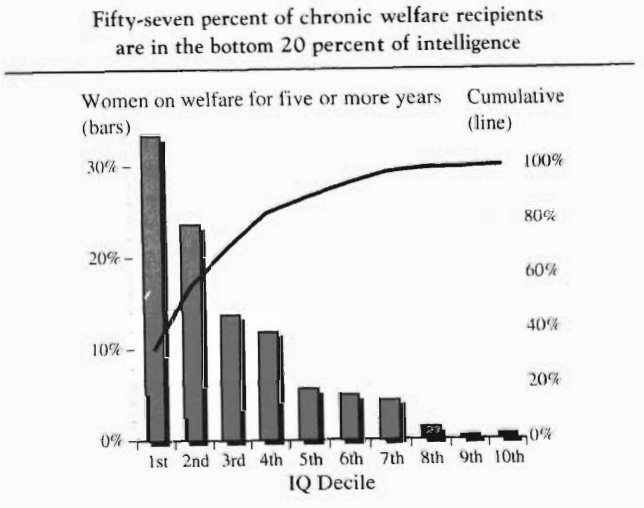 Fifty-seven percent of chronic welfare recipients
are in the bottom 20 percent of intelligence
Women on welfare for five or more years
(bars)
Cumulative
(line)
30%
20%
10%
0%
100%
80%
60%
40%
20%
0%
1st 2nd 3rd 4th 5th 6th 7th 8th 9th 10th
IQ Decile